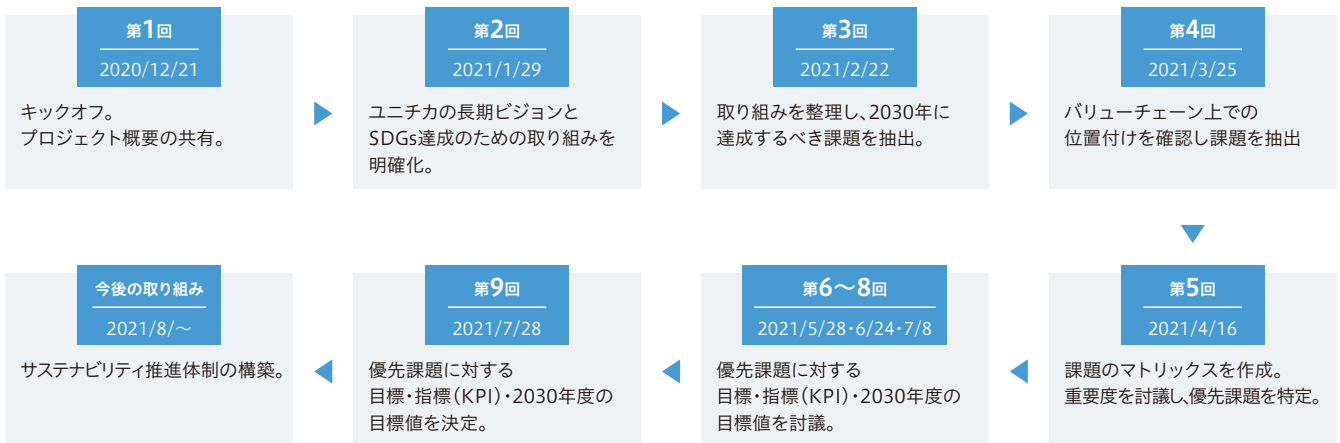 第1回
2020/12/21
キックオフ。
プロジェクト概要の共有。
第2回
2021/1/29
ユニチカの長期ビジョンと
SDGs達成のための取り組みを
明確化。
第3回
2021/2/22
取り組みを整理し、2030年に
達成するべき課題を抽出。
第4回
2021/3/25
バリューチェーン上での
位置付けを確認し課題を抽出
第5回
2021/4/16
課題のマトリックスを作成。
重要度を討議し、優先課題を特定。
第6〜8回
2021/5/28・6/24・7/8
優先課題に対する
目標・指標（KPI）・2030年度の
目標値を討議。
第9回
2021/7/28
優先課題に対する
目標・指標（KPI）・2030年度の
目標値を決定。
今後の取り組み
2021/8/〜
サステナビリティ推進体制の構築。